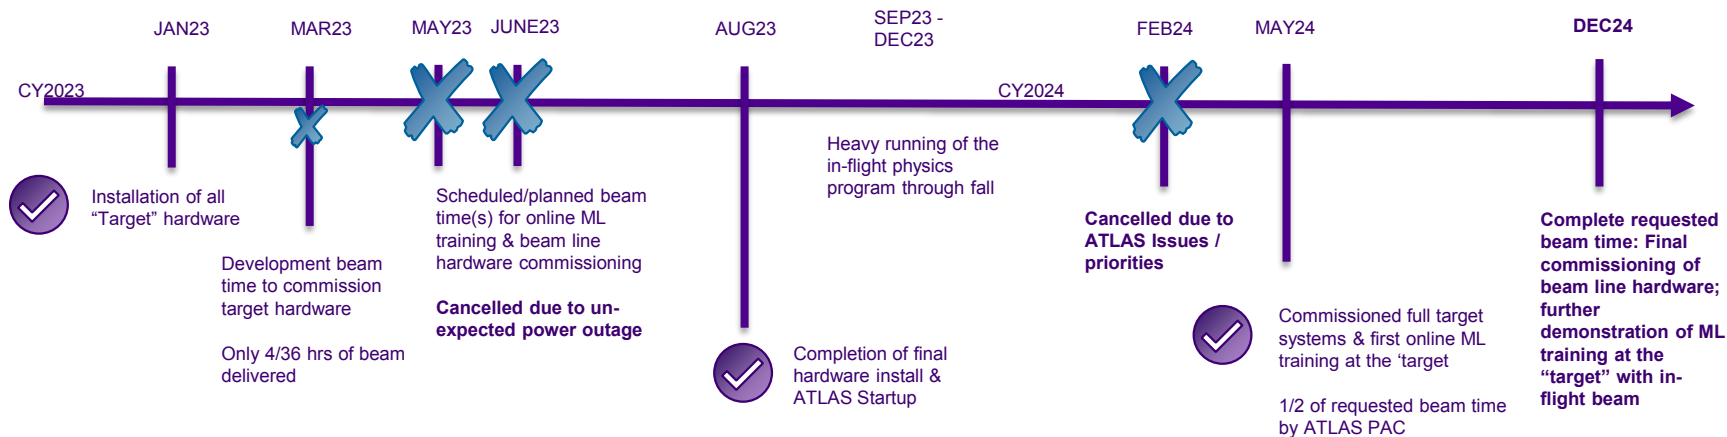 JAN23
MAR23
MAY23
JUNE23
AUG23
SEP23 -
DEC23
FEB24
MAY24
DEC24
CY2023
CY2024
Installation of all
“Target” hardware
Development beam
time to commission
target hardware
Only 4/36 hrs of beam
delivered
Scheduled/planned beam
time(s) for online ML
training & beam line
hardware commissioning
Cancelled due to un-
expected power outage
Completion of final
hardware install &
ATLAS Startup
Heavy running of the
in-flight physics
program through fall
Cancelled due to
ATLAS Issues /
priorities
Commissioned full target
systems & first online ML
training at the ‘target
1/2 of requested beam time
by ATLAS PAC
Complete requested
beam time: Final
commissioning of
beam line hardware;
further
demonstration of ML
training at the
“target” with in-
flight beam